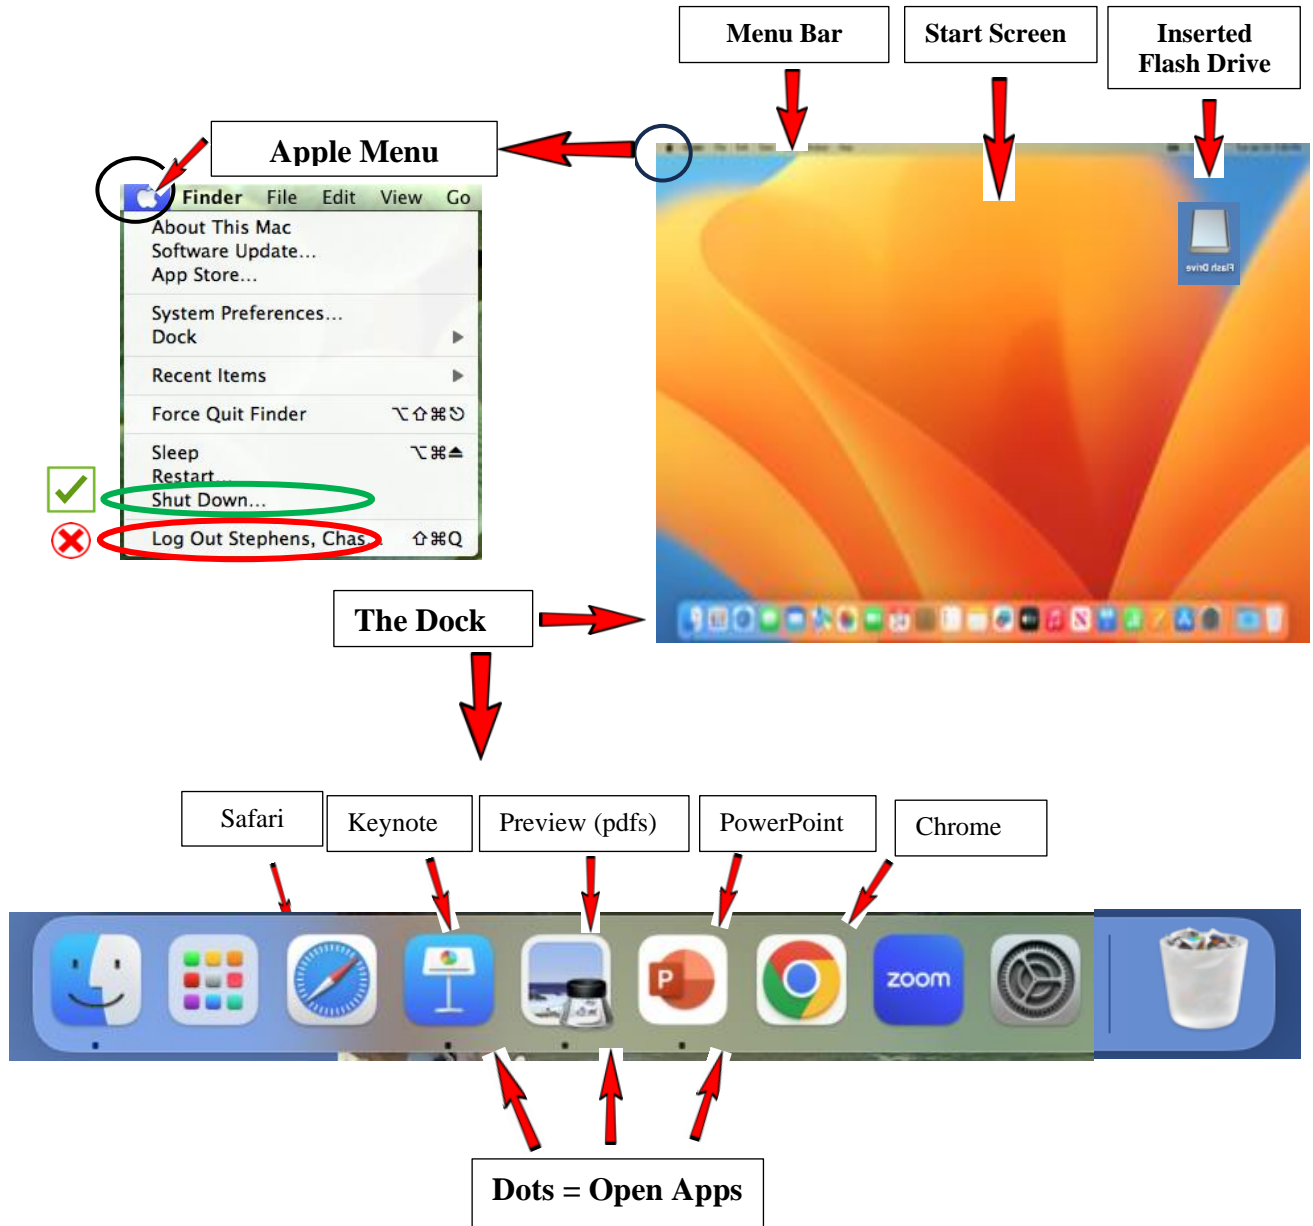 Menu Bar
Start Screen
Inserted
Flash Drive
Apple Menu
Finder File Edit View Go
About This Mac
Software Update...
App Store...
System Preferences...
Dock
Recent Items
Force Quit Finder ⌥⇧⌘⎋
Sleep ⌥⌘⏏
Restart...
Shut Down...
Log Out Stephens, Chas... ⇧⌘Q
Flash Drive
The Dock
Safari
Keynote
Preview (pdfs)
PowerPoint
Chrome
P
zoom
Dots = Open Apps